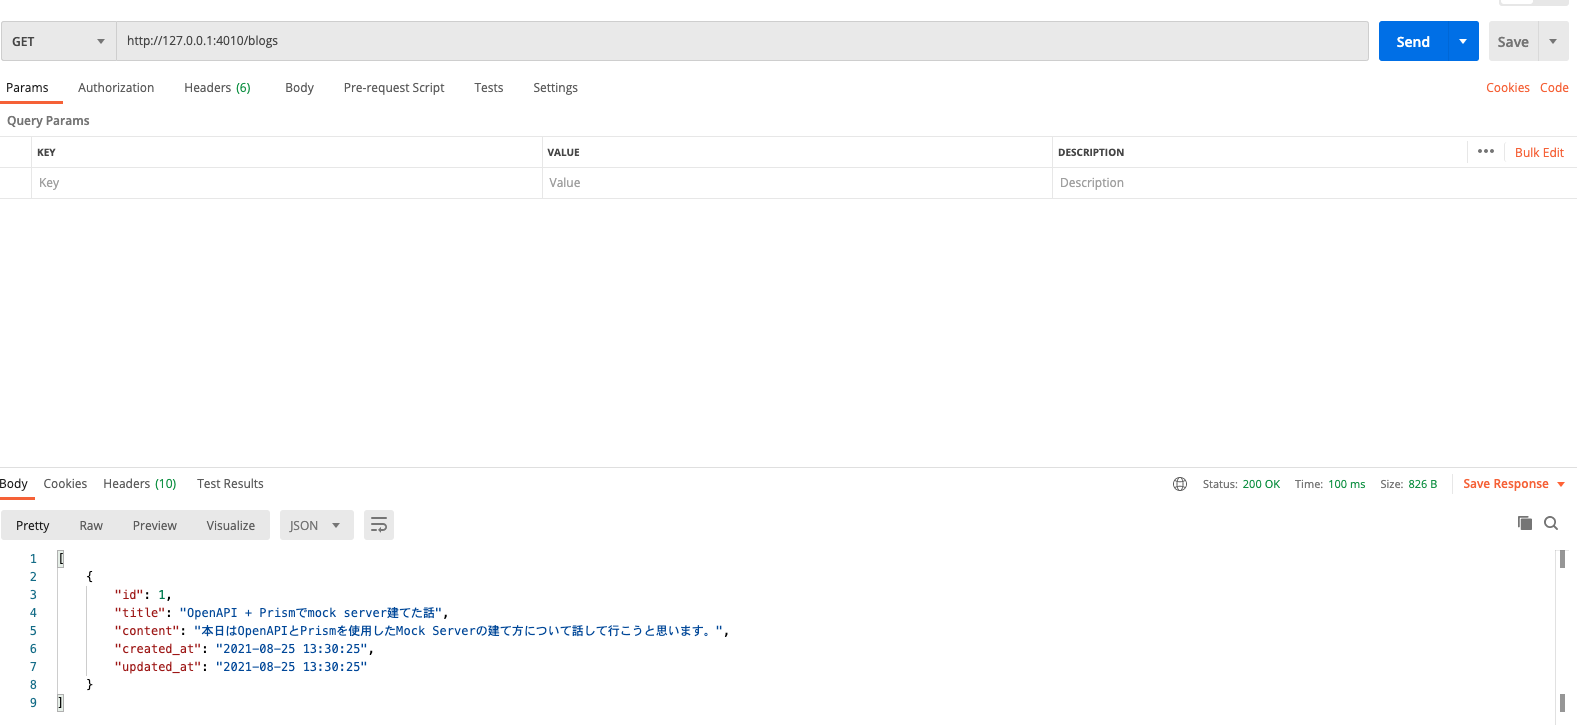 GET http://127.0.0.1:4010/blogs Send Save
Params Authorization Headers (6) Body Pre-request Script Tests Settings Cookies Code
Query Params
KEY VALUE DESCRIPTION ••• Bulk Edit
Key Value Description
Body Cookies Headers (10) Test Results Status: 200 OK Time: 100 ms Size: 826 B Save Response
Pretty Raw Preview Visualize JSON
1 [
2 {
3 "id": 1,
4 "title": "OpenAPI + Prismでmock server建てた話",
5 "content": "本日はOpenAPIとPrismを使用したMock Serverの建て方について話して行こうと思います。",
6 "created_at": "2021-08-25 13:30:25",
7 "updated_at": "2021-08-25 13:30:25"
8 }
9 ]